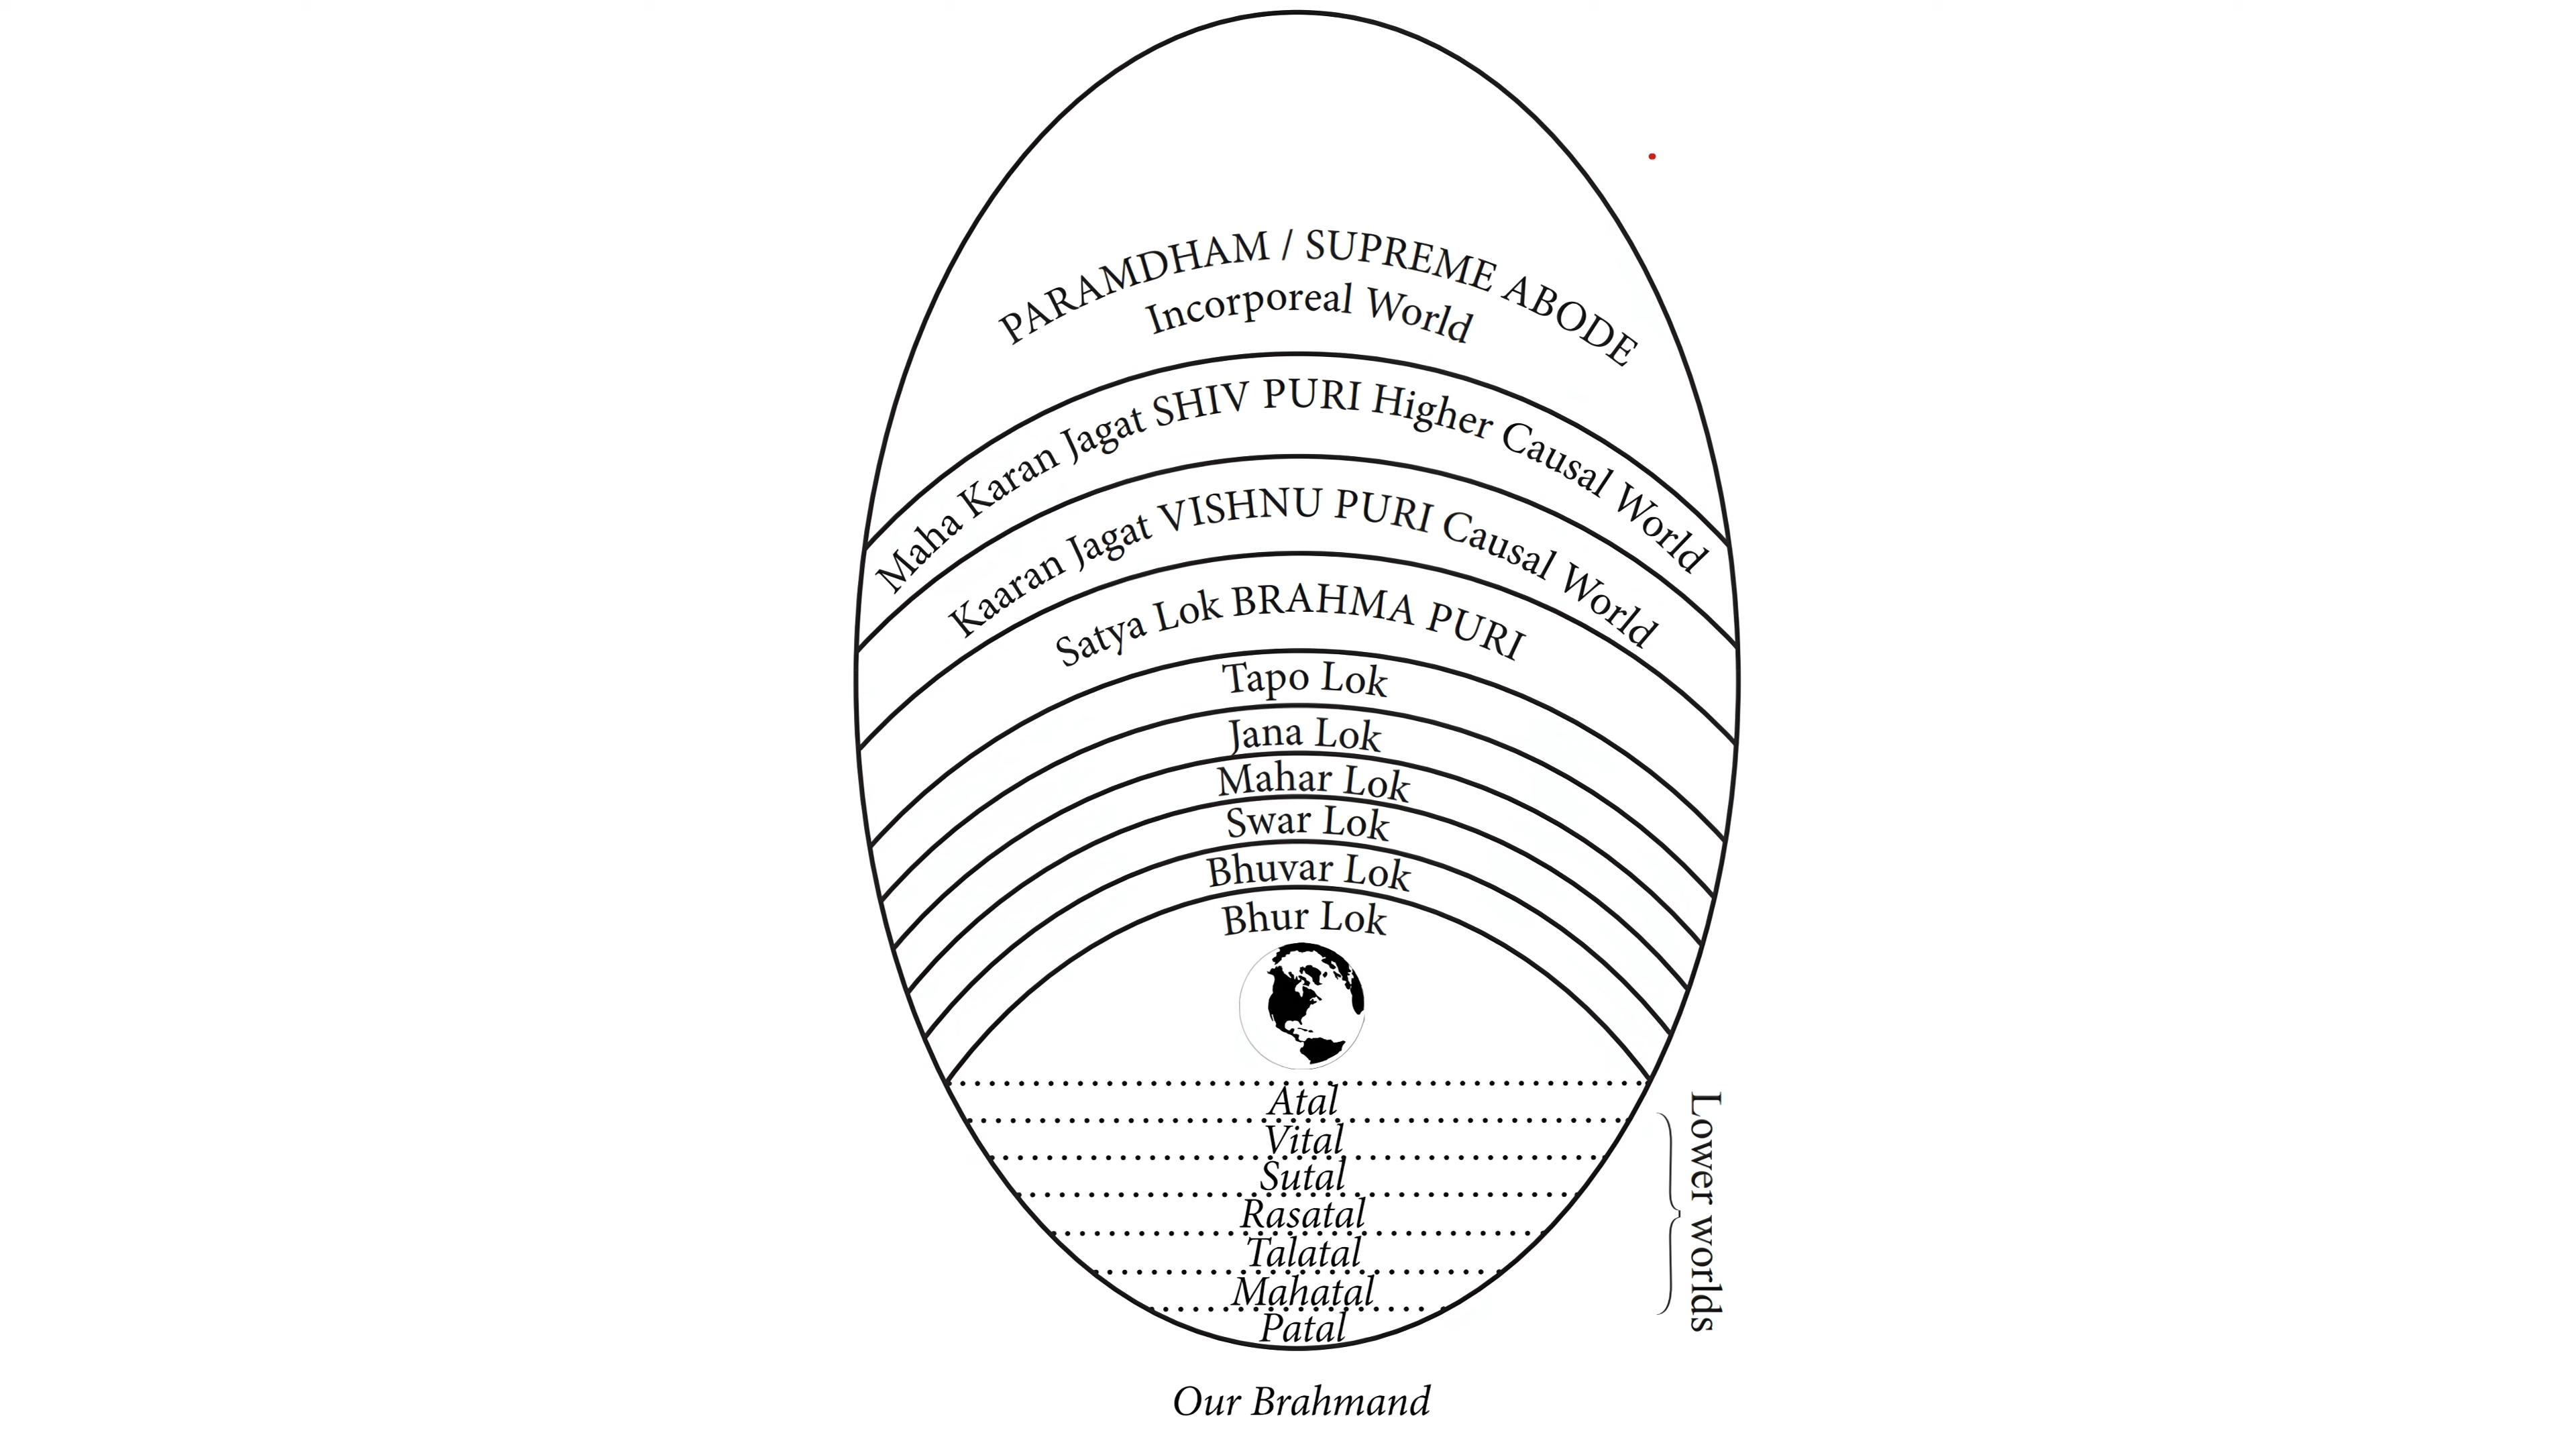 PARAMDHAM / SUPREME ABODE
Incorporeal World
Maha Karan Jagat SHIV PURI Higher Causal World
Kaaran Jagat VISHNU PURI Causal World
Satya Lok BRAHMA PURI
Tapo Lok
Jana Lok
Mahar Lok
Swar Lok
Bhuvar Lok
Bhur Lok
Atal
Vital
Sutal
Rasatal
Talatal
Mahatal
Patal
Lower worlds
Our Brahmand